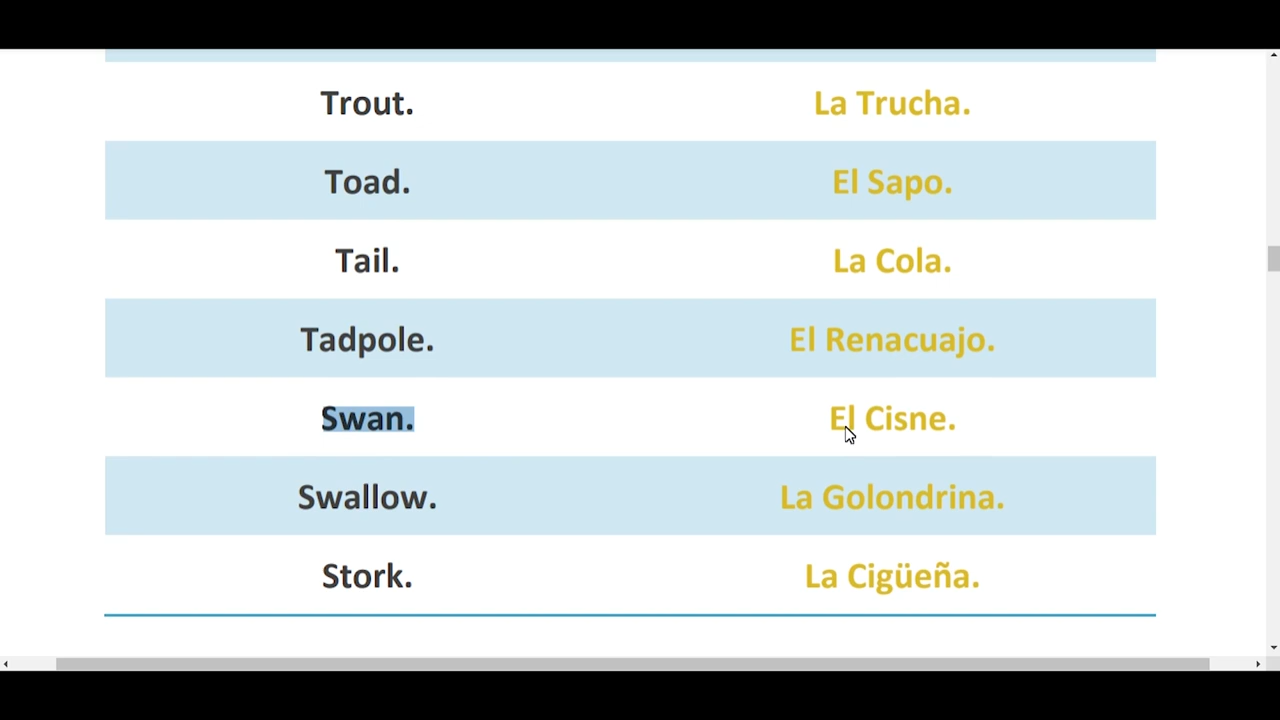 Trout. La Trucha.
Toad. El Sapo.
Tail. La Cola.
Tadpole. El Renacuajo.
Swan. El Cisne.
Swallow. La Golondrina.
Stork. La Cigüeña.